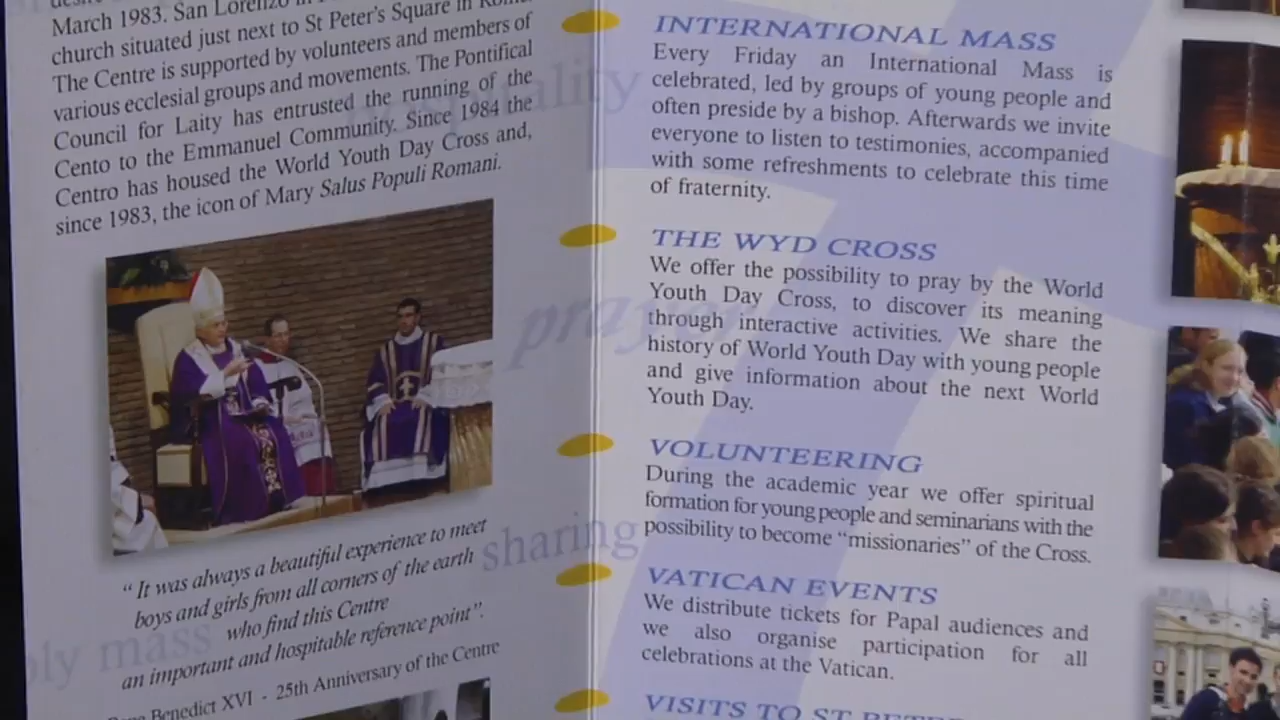 March 1983. San Lorenzo in
church situated just next to St Peter's Square in Rome.
The Centre is supported by volunteers and members of
various ecclesial groups and movements. The Pontifical
Council for Laity has entrusted the running of the
Cento to the Emmanuel Community. Since 1984 the
Centro has housed the World Youth Day Cross and,
since 1983, the icon of Mary Salus Populi Romani.
hospitality
prayer
sharing
holy mass
“ It was always a beautiful experience to meet
boys and girls from all corners of the earth
who find this Centre
an important and hospitable reference point”.
Benedict XVI - 25th Anniversary of the Centre
INTERNATIONAL MASS
Every Friday an International Mass is
celebrated, led by groups of young people and
often preside by a bishop. Afterwards we invite
everyone to listen to testimonies, accompanied
with some refreshments to celebrate this time
of fraternity.
THE WYD CROSS
We offer the possibility to pray by the World
Youth Day Cross, to discover its meaning
through interactive activities. We share the
history of World Youth Day with young people
and give information about the next World
Youth Day.
VOLUNTEERING
During the academic year we offer spiritual
formation for young people and seminarians with the
possibility to become “missionaries” of the Cross.
VATICAN EVENTS
We distribute tickets for Papal audiences and
we also organise participation for all
celebrations at the Vatican.
VISITS TO ST PETER